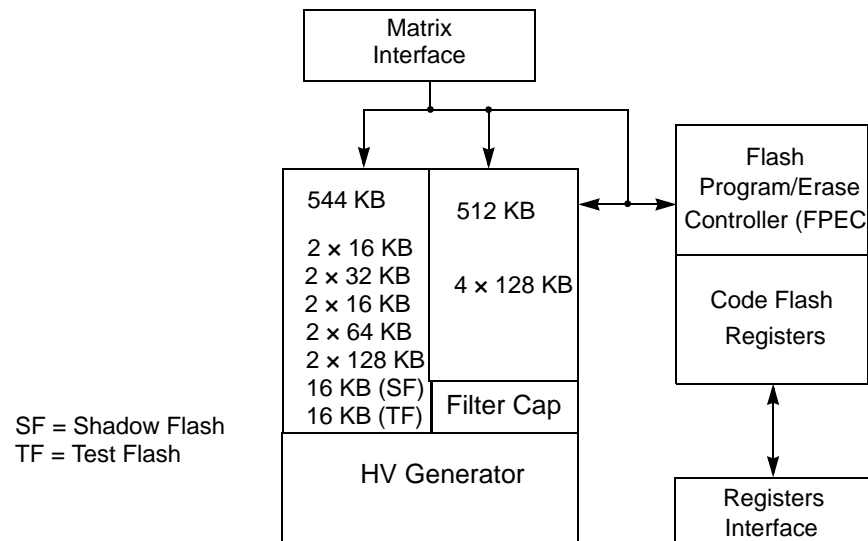 Matrix
Interface
544 KB
2 × 16 KB
2 × 32 KB
2 × 16 KB
2 × 64 KB
2 × 128 KB
16 KB (SF)
16 KB (TF)
512 KB
4 × 128 KB
Filter Cap
HV Generator
Flash
Program/Erase
Controller (FPEC
Code Flash
Registers
Registers
Interface
SF = Shadow Flash
TF = Test Flash